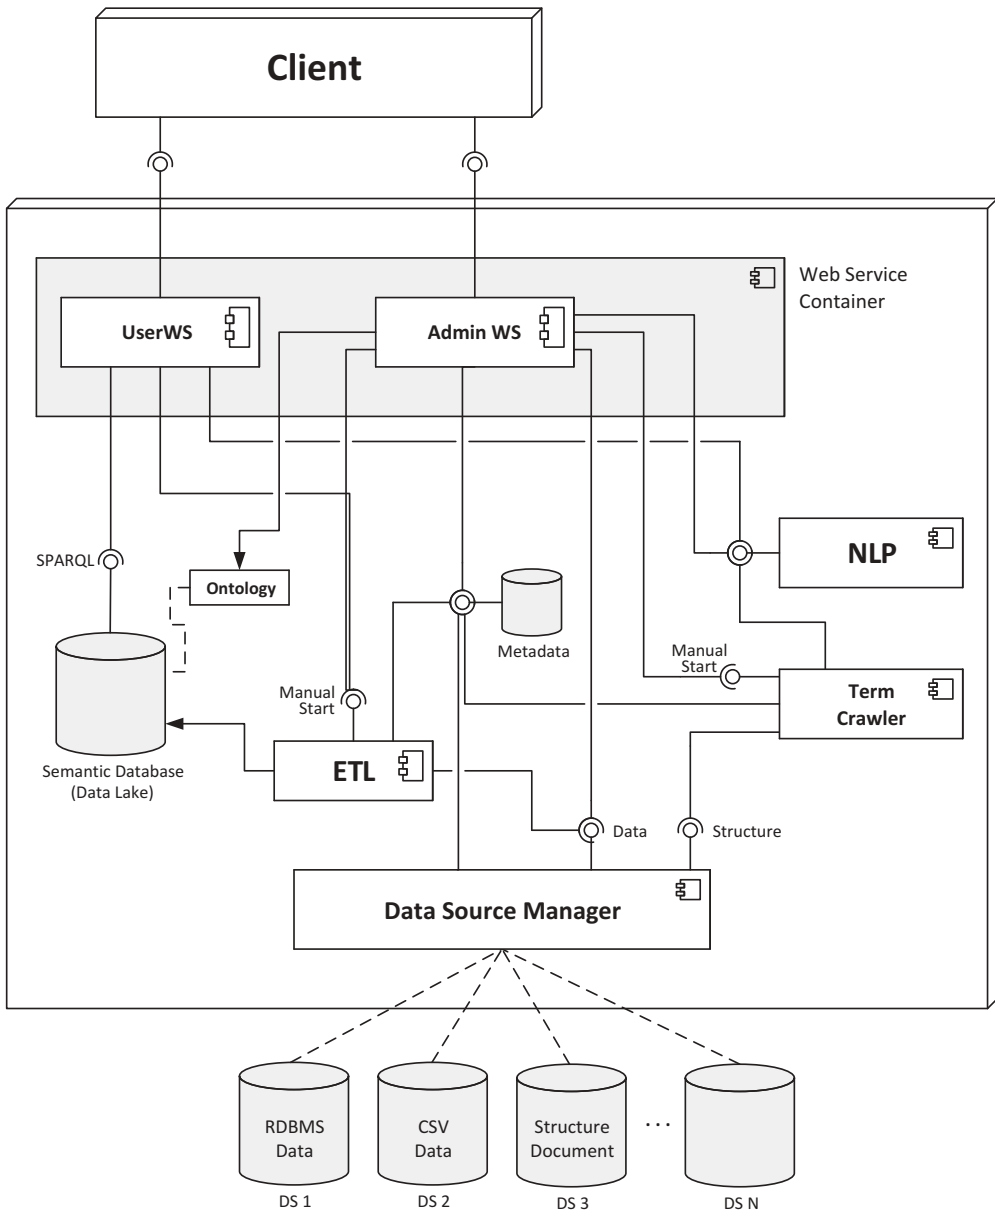 Client
Web Service
Container
UserWS
Admin WS
SPARQL
NLP
Ontology
Metadata
Manual
Start
Manual
Start
Term
Crawler
ETL
Semantic Database
(Data Lake)
Data
Structure
Data Source Manager
RDBMS
Data
CSV
Data
Structure
Document
...
DS 1
DS 2
DS 3
DS N